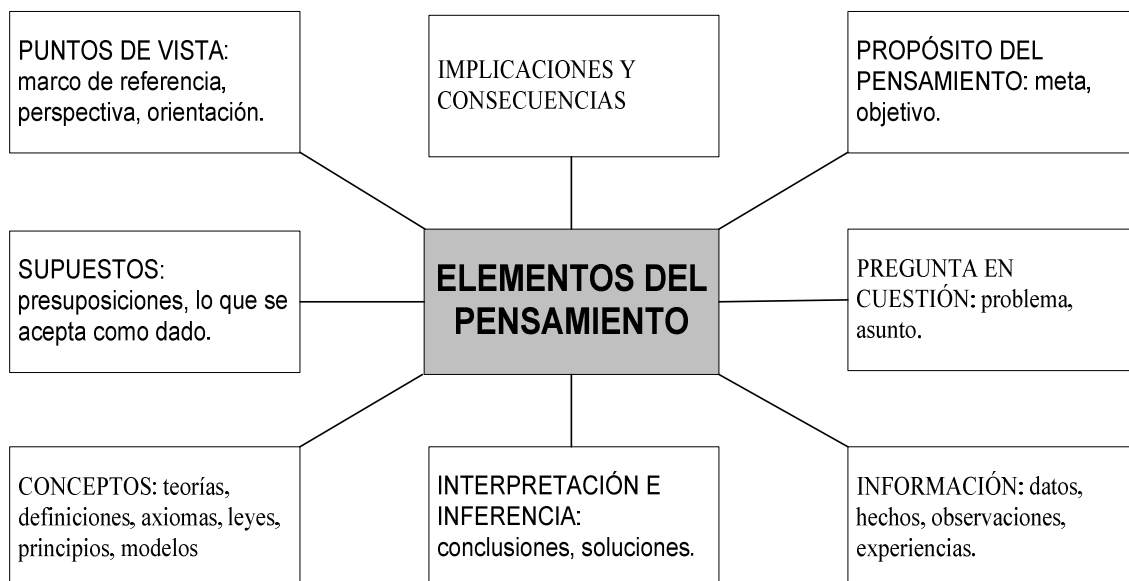 PUNTOS DE VISTA:
marco de referencia,
perspectiva, orientación.
IMPLICACIONES Y
CONSECUENCIAS
PROPÓSITO DEL
PENSAMIENTO: meta,
objetivo.
SUPUESTOS:
presuposiciones, lo que se
acepta como dado.
ELEMENTOS DEL
PENSAMIENTO
PREGUNTA EN
CUESTIÓN: problema,
asunto.
CONCEPTOS: teorías,
definiciones, axiomas, leyes,
principios, modelos
INTERPRETACIÓN E
INFERENCIA:
conclusiones, soluciones.
INFORMACIÓN: datos,
hechos, observaciones,
experiencias.